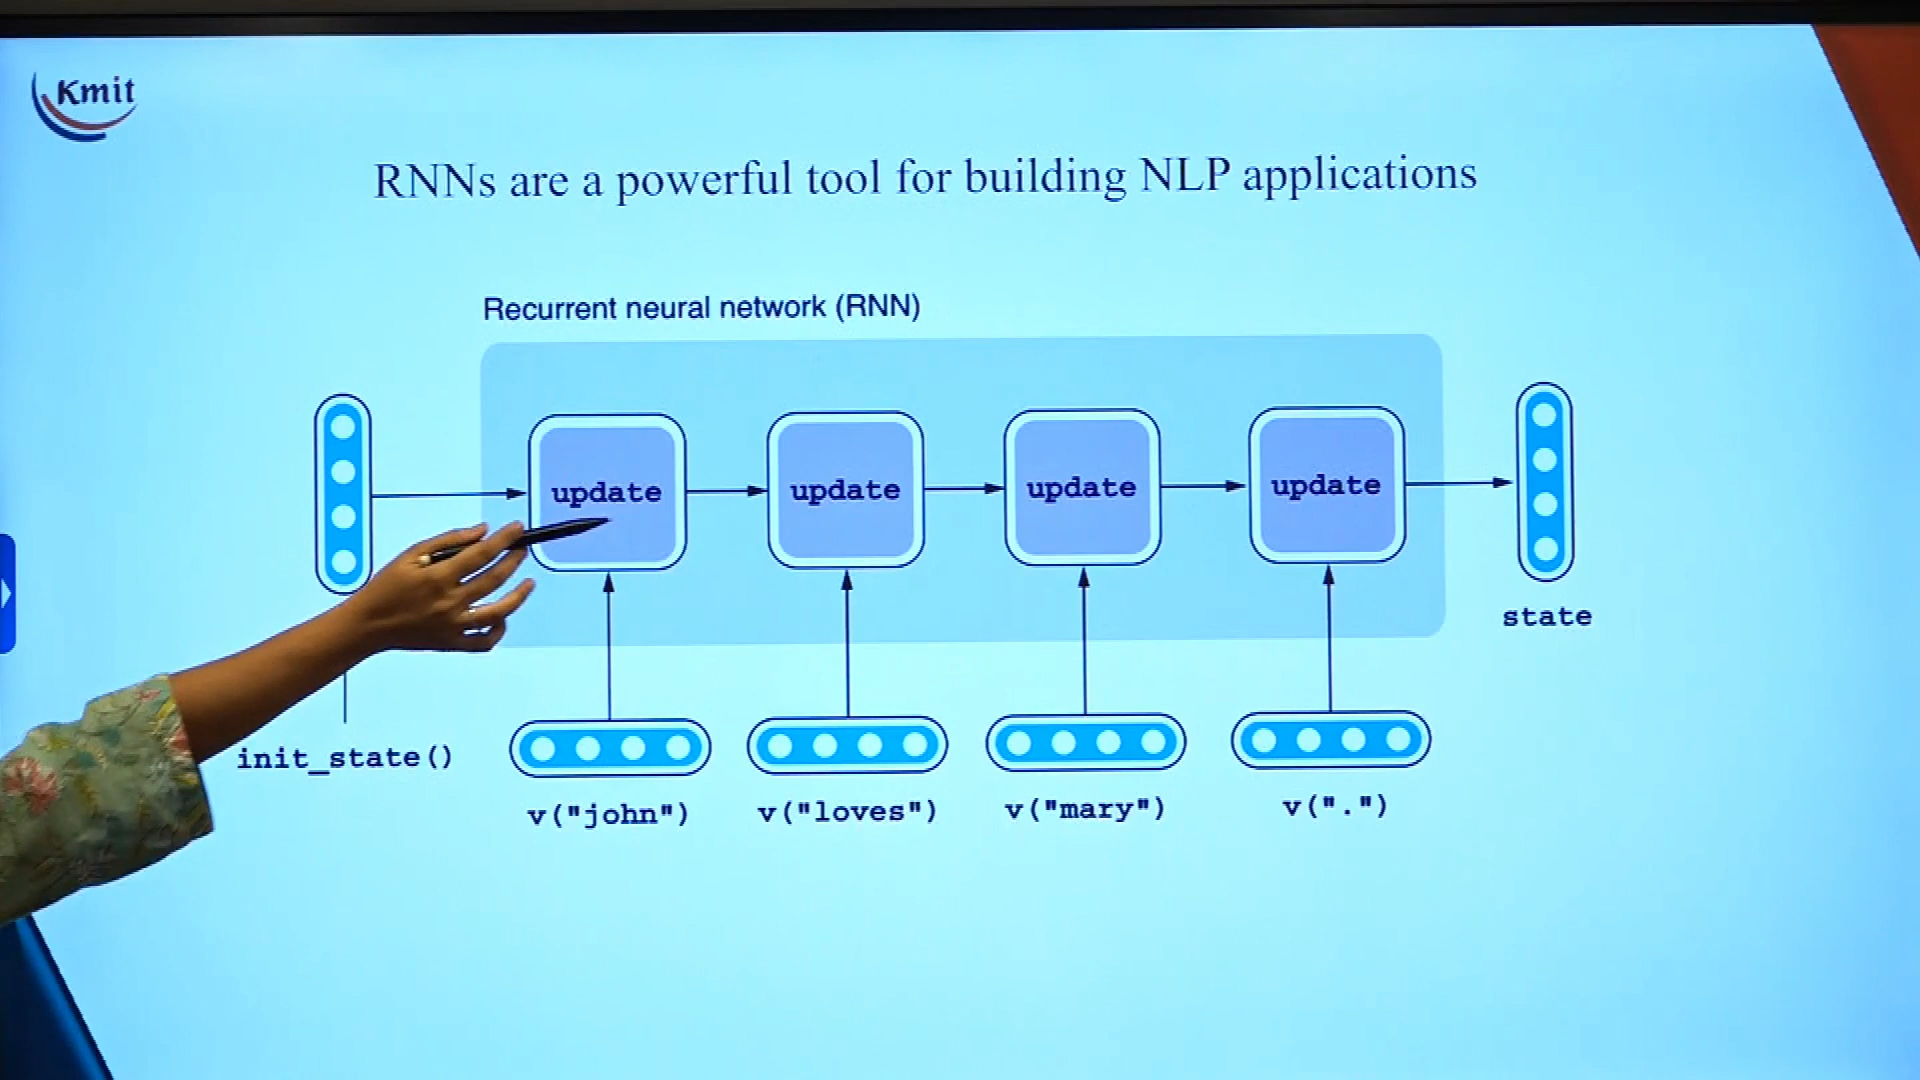 Kmit
RNNs are a powerful tool for building NLP applications
Recurrent neural network (RNN)
update
update
update
update
state
init_state()
v("john")
v("loves")
v("mary")
v(".")